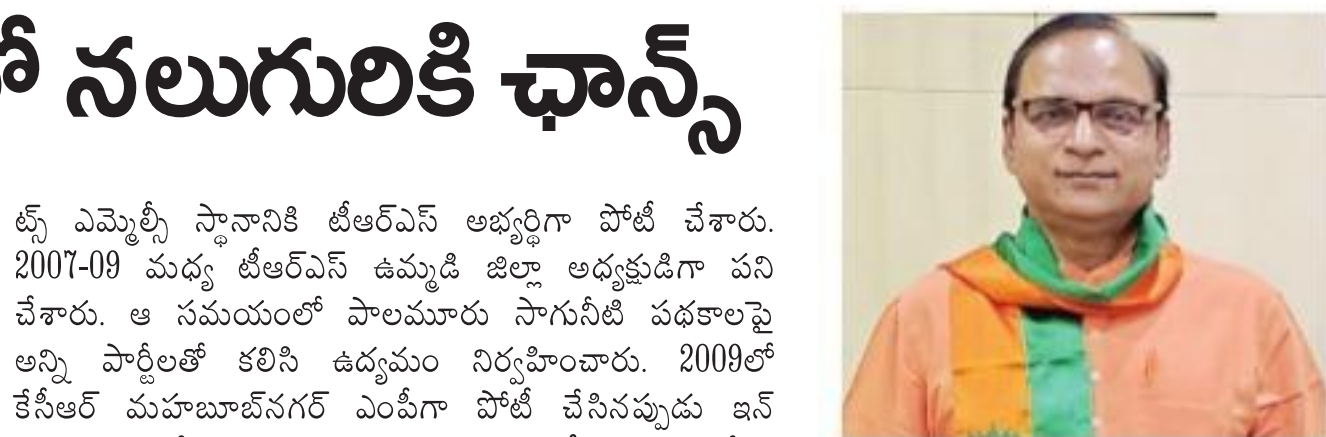 నలుగురికి ఛాన్స్
ట్స్ ఎమ్మెల్సీ స్థానానికి టీఆర్ఎస్ అభ్యర్థిగా పోటీ చేశారు.
2007-09 మధ్య టీఆర్ఎస్ ఉమ్మడి జిల్లా అధ్యక్షుడిగా పని
చేశారు. ఆ సమయంలో పాలమూరు సాగునీటి పథకాలపై
అన్ని పార్టీలతో కలిసి ఉద్యమం నిర్వహించారు. 2009లో
కేసీఆర్ మహబూబ్‌నగర్ ఎంపీగా పోటీ చేసినప్పుడు ఇన్